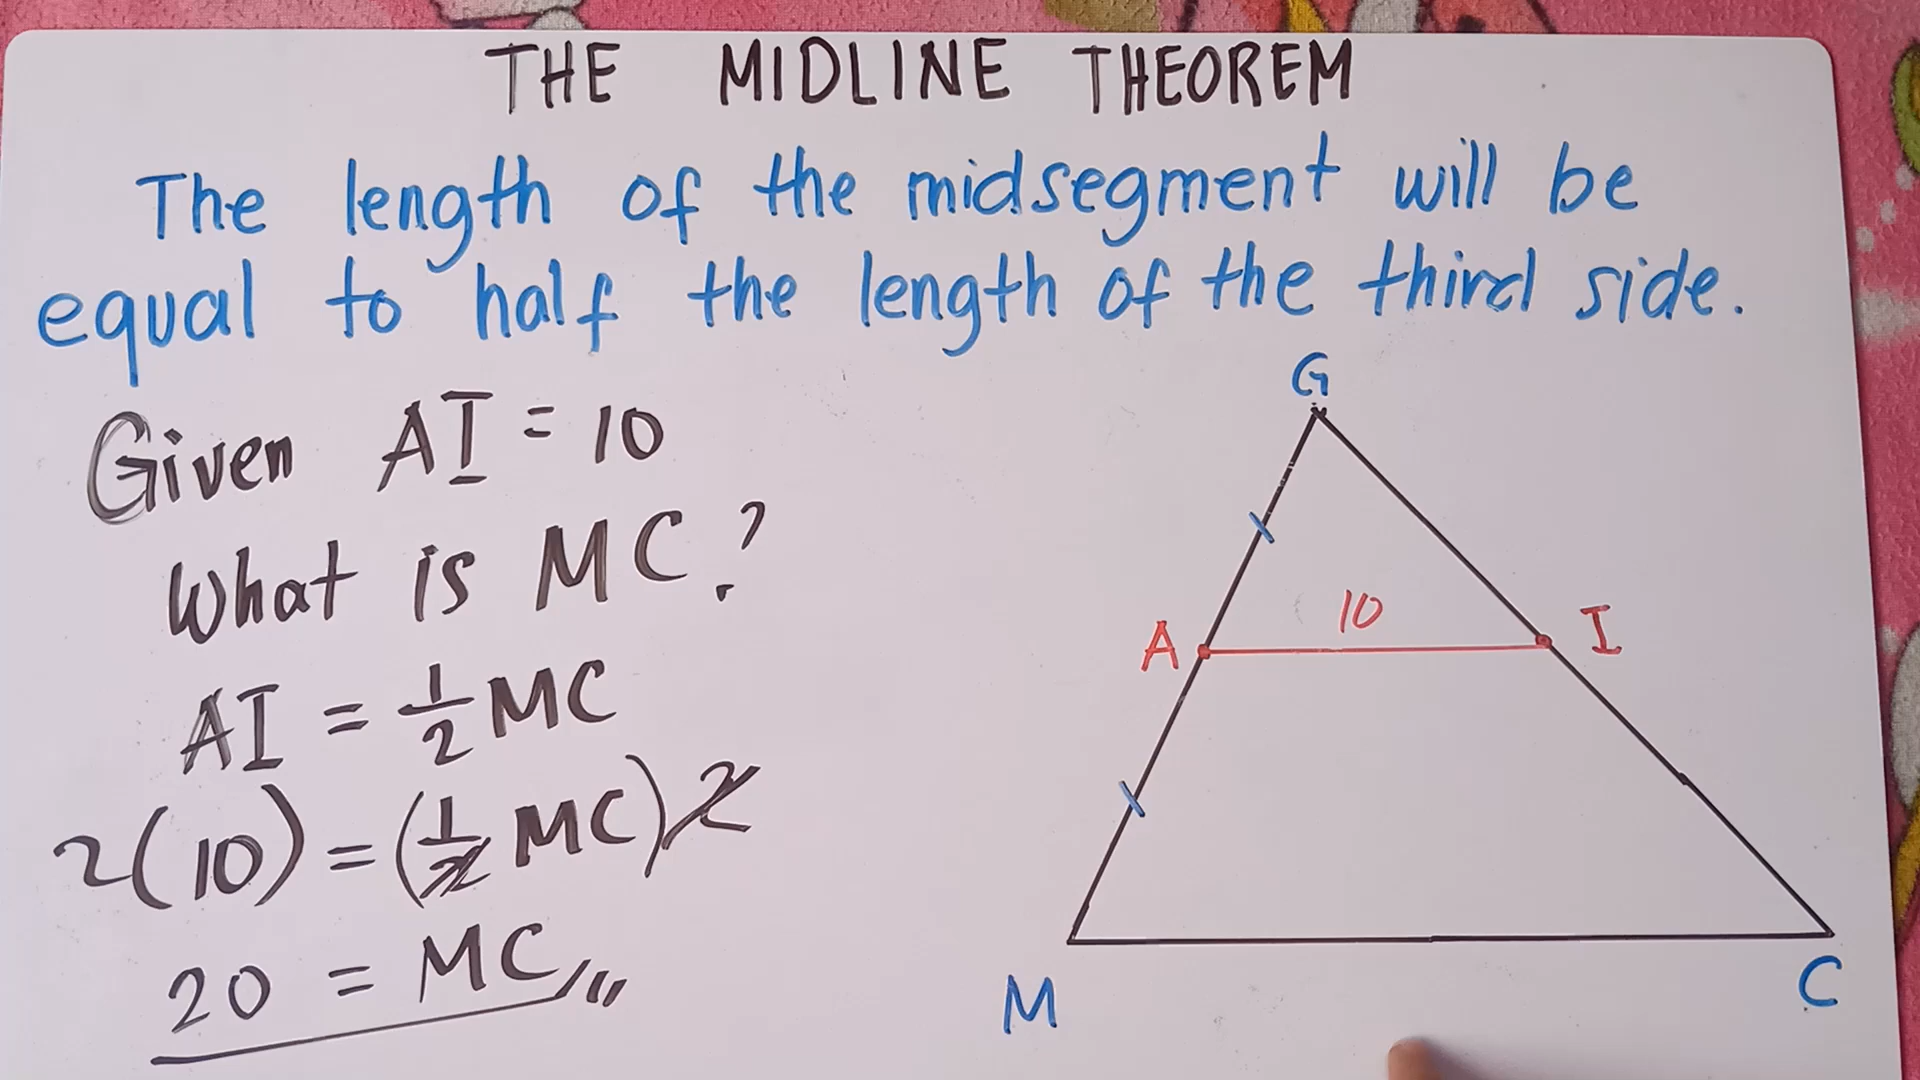 THE MIDLINE THEOREM
The length of the midsegment will be
equal to half the length of the third side.
Given AI = 10
What is MC?
AI = 1/2 MC
2(10) = (1/2 MC)2
20 = MC
G
10
A
I
M
C